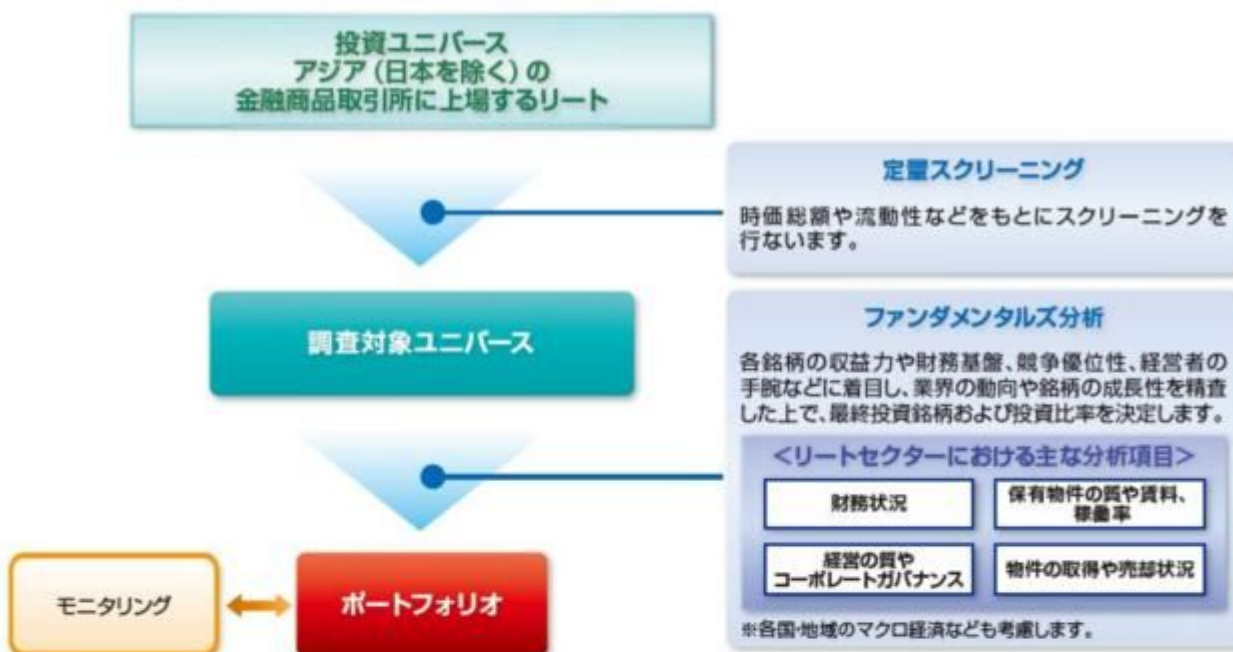 投資ユニバース
アジア（日本を除く）の
金融商品取引所に上場するリート
定量スクリーニング
時価総額や流動性などをもとにスクリーニングを
行ないます。
調査対象ユニバース
ファンダメンタルズ分析
各銘柄の収益力や財務基盤、競争優位性、経営者の
手腕などに着目し、業界の動向や銘柄の成長性を精査
した上で、最終投資銘柄および投資比率を決定します。
＜リートセクターにおける主な分析項目＞
財務状況
保有物件の質や賃料、
稼働率
経営の質や
コーポレートガバナンス
物件の取得や売却状況
※各国・地域のマクロ経済なども考慮します。
モニタリング
ポートフォリオ